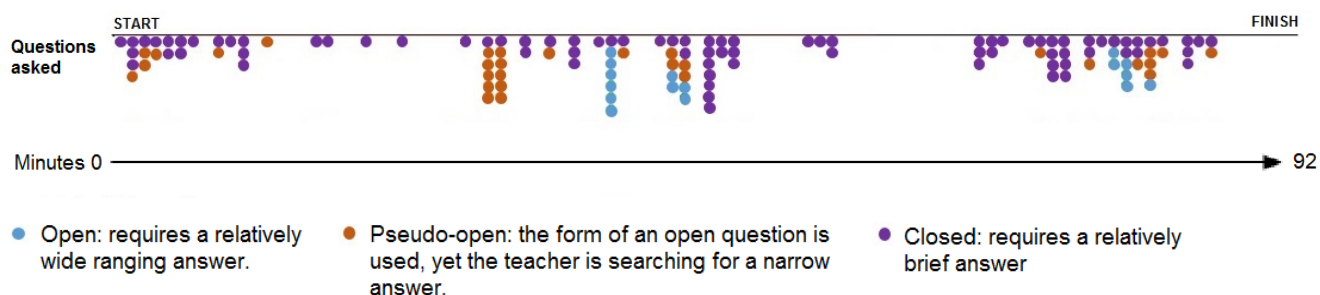 START
FINISH
Questions
asked
Minutes 0
92
Open: requires a relatively
wide ranging answer.
Pseudo-open: the form of an open question is
used, yet the teacher is searching for a narrow
answer.
Closed: requires a relatively
brief answer